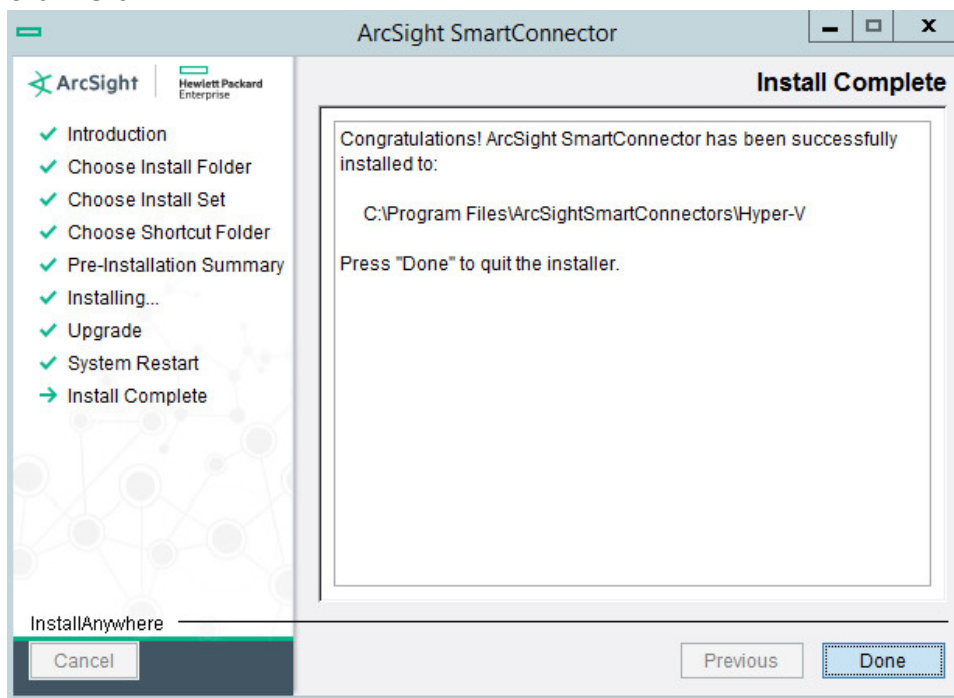 ArcSight SmartConnector
ArcSight
Hewlett Packard
Enterprise
Install Complete
Introduction
Choose Install Folder
Choose Install Set
Choose Shortcut Folder
Pre-Installation Summary
Installing...
Upgrade
System Restart
Install Complete
Congratulations! ArcSight SmartConnector has been successfully
installed to:
C:\Program Files\ArcSightSmartConnectors\Hyper-V
Press "Done" to quit the installer.
InstallAnywhere
Cancel
Previous
Done